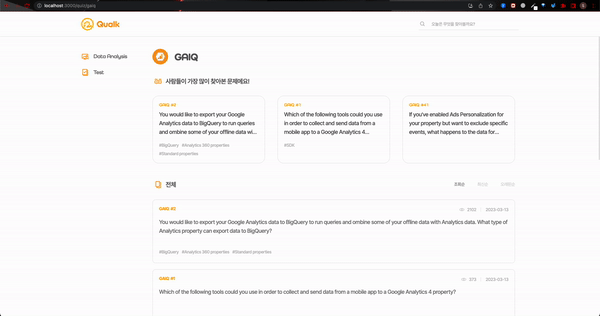 localhost:3000/quiz/gaiq
Qualk
오늘은 무엇을 찾아볼까요?
Data Analysis
Test
GAIQ
사람들이 가장 많이 찾아본 문제에요!
GAIQ #2
You would like to export your Google
Analytics data to BigQuery to run queries
and ombine some of your offline data wi...
#BigQuery #Analytics 360 properties
#Standard properties
GAIQ #1
Which of the following tools could you use
in order to collect and send data from a
mobile app to a Google Analytics 4...
#SDK
GAIQ #41
If you've enabled Ads Personalization for
your property but want to exclude specific
events, what happens to the data for...
전체
조회순
GAIQ #2
2102 | 2023-03-13
You would like to export your Google Analytics data to BigQuery to run queries and ombine some of your offline data with Analytics data. What type of
Analytics property can export data to BigQuery?
#BigQuery #Analytics 360 properties #Standard properties
GAIQ #1
373 | 2023-03-13
Which of the following tools could you use in order to collect and send data from a mobile app to a Google Analytics 4 property?